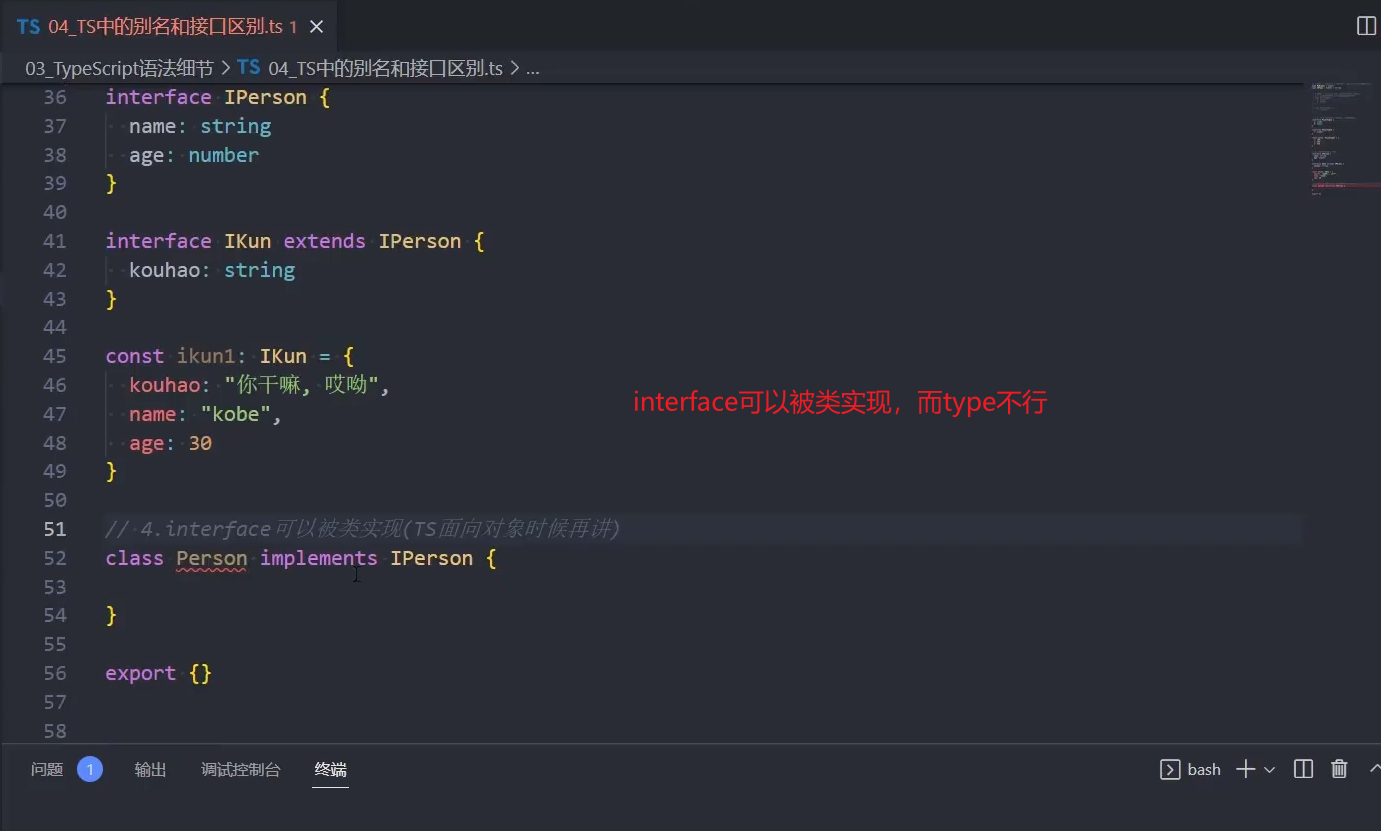 TS 04_TS中的别名和接口区别.ts 1
03_TypeScript语法细节 > TS 04_TS中的别名和接口区别.ts > ...
36 interface IPerson {
37 name: string
38 age: number
39 }
40
41 interface IKun extends IPerson {
42 kouhao: string
43 }
44
45 const ikun1: IKun = {
46 kouhao: "你干嘛, 哎呦",
47 name: "kobe",
interface可以被类实现，而type不行
48 age: 30
49 }
50
51 // 4.interface可以被类实现(TS面向对象时候再讲)
52 class Person implements IPerson {
53
54 }
55
56 export {}
57
58
问题 1 输出 调试控制台 终端 bash